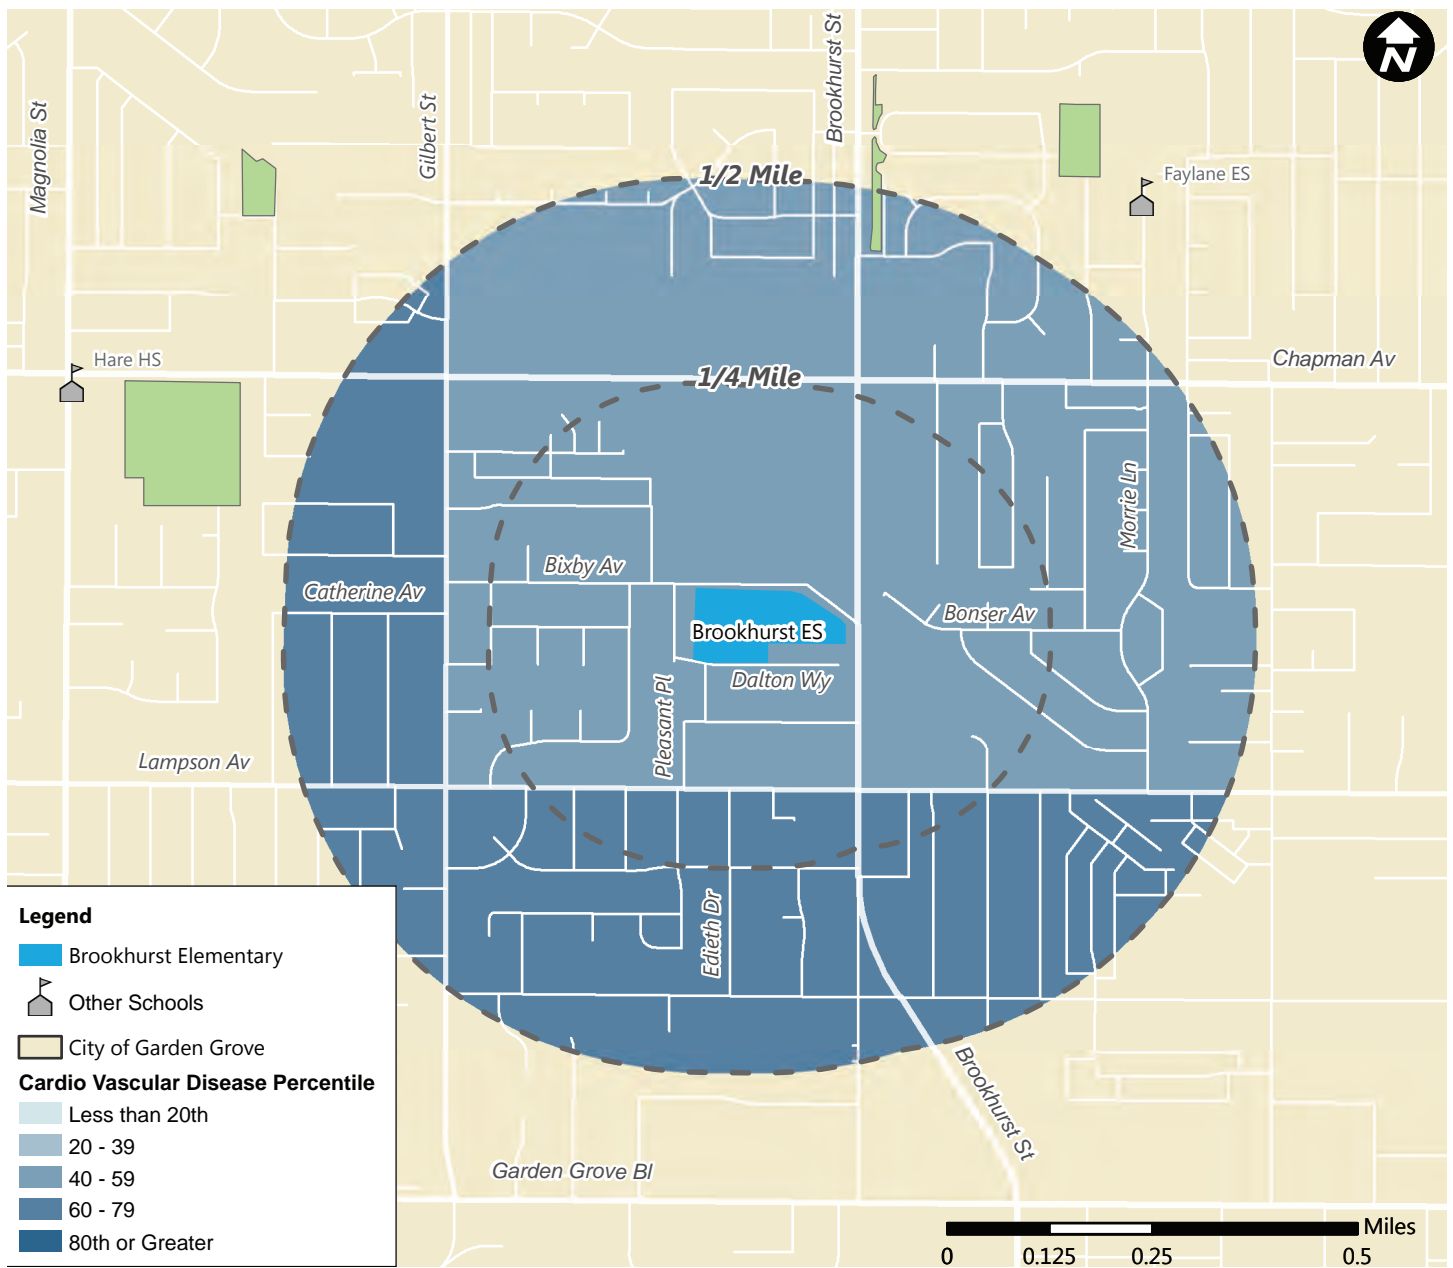 N
Brookhurst St
Gilbert St
Magnolia St
1/2 Mile
Faylane ES
Hare HS
Chapman Av
1/4 Mile
Morrie Ln
Bixby Av
Catherine Av
Bonser Av
Brookhurst ES
Dalton Wy
Pleasant Pl
Lampson Av
Edieth Dr
Legend
Brookhurst Elementary
Other Schools
City of Garden Grove
Cardio Vascular Disease Percentile
Less than 20th
20 - 39
40 - 59
60 - 79
80th or Greater
Brookhurst St
Garden Grove Bl
Miles
0 0.125 0.25 0.5